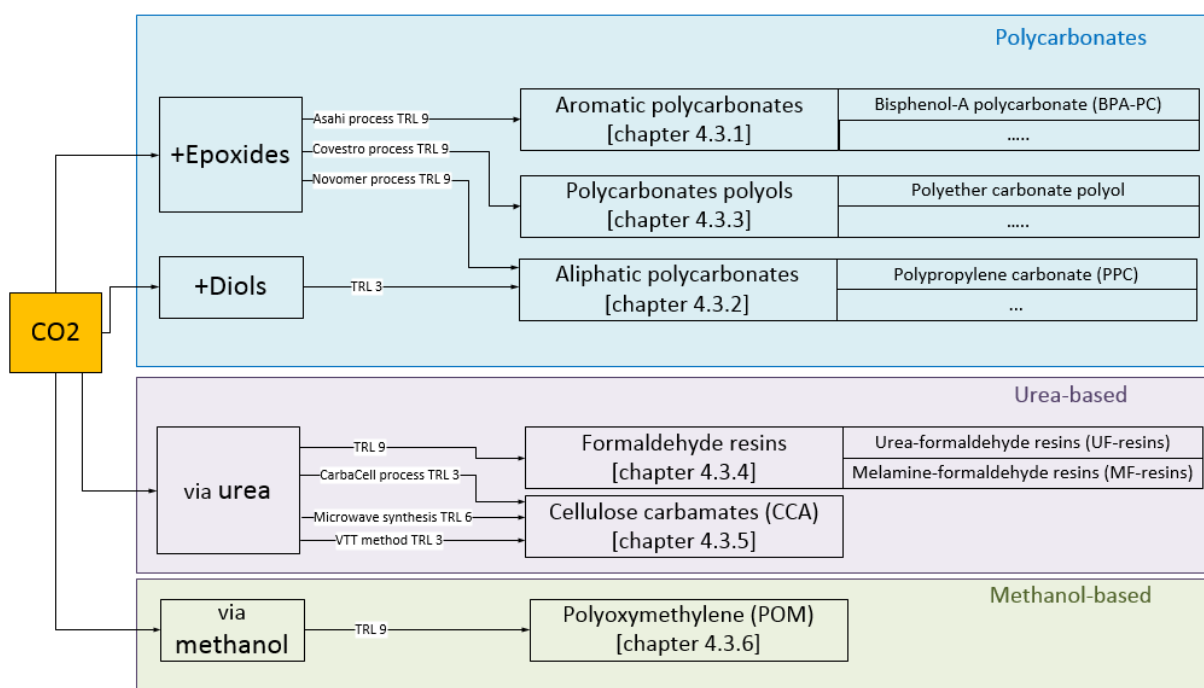 Polycarbonates
+Epoxides
Asahi process TRL 9
Covestro process TRL 9
Novomer process TRL 9
Aromatic polycarbonates
[chapter 4.3.1]
Bisphenol-A polycarbonate (BPA-PC)
.....
Polycarbonates polyols
[chapter 4.3.3]
Polyether carbonate polyol
.....
+Diols
TRL 3
Aliphatic polycarbonates
[chapter 4.3.2]
Polypropylene carbonate (PPC)
...
CO2
Urea-based
via urea
TRL 9
CarbaCell process TRL 3
Microwave synthesis TRL 6
VTT method TRL 3
Formaldehyde resins
[chapter 4.3.4]
Urea-formaldehyde resins (UF-resins)
Melamine-formaldehyde resins (MF-resins)
Cellulose carbamates (CCA)
[chapter 4.3.5]
Methanol-based
via
methanol
TRL 9
Polyoxymethylene (POM)
[chapter 4.3.6]